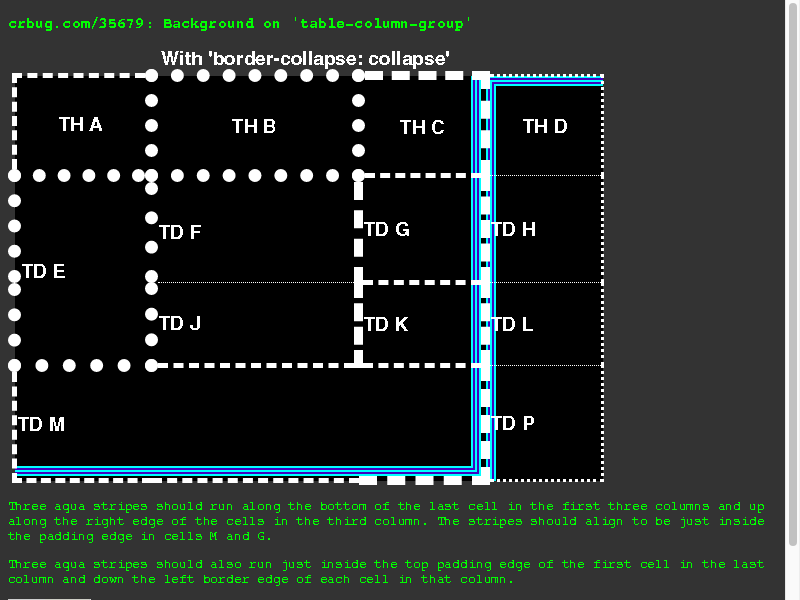 crbug.com/35679: Background on 'table-column-group'
With 'border-collapse: collapse'
TH A TH B TH C TH D
TD F TD G TD H
TD E
TD J TD K TD L
TD M TD P
Three aqua stripes should run along the bottom of the last cell in the first three columns and up
along the right edge of the cells in the third column. The stripes should align to be just inside
the padding edge in cells M and G.
Three aqua stripes should also run just inside the top padding edge of the first cell in the last
column and down the left border edge of each cell in that column.